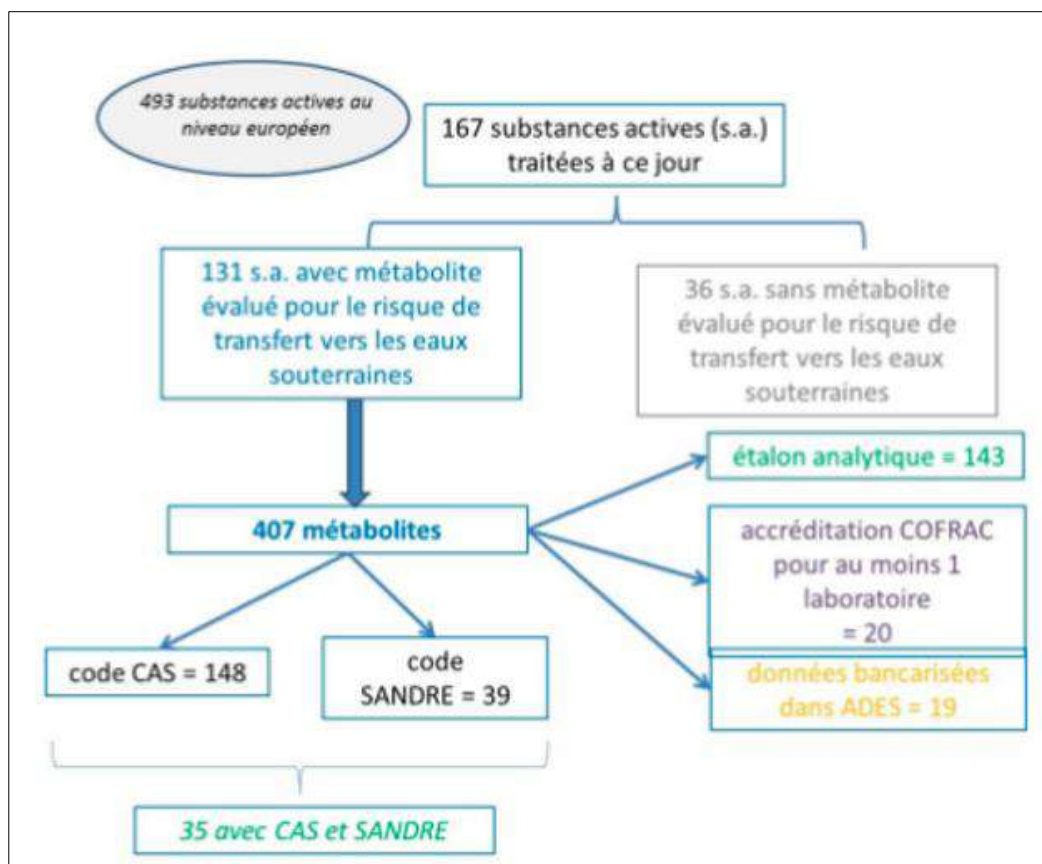 493 substances actives au
niveau européen
167 substances actives (s.a.)
traitées à ce jour
131 s.a. avec métabolite
évalué pour le risque de
transfert vers les eaux
souterraines
36 s.a. sans métabolite
évalué pour le risque de
transfert vers les eaux
souterraines
407 métabolites
étalon analytique = 143
accréditation COFRAC
pour au moins 1
laboratoire
= 20
données bancarisées
dans ADES = 19
code CAS = 148
code
SANDRE = 39
35 avec CAS et SANDRE